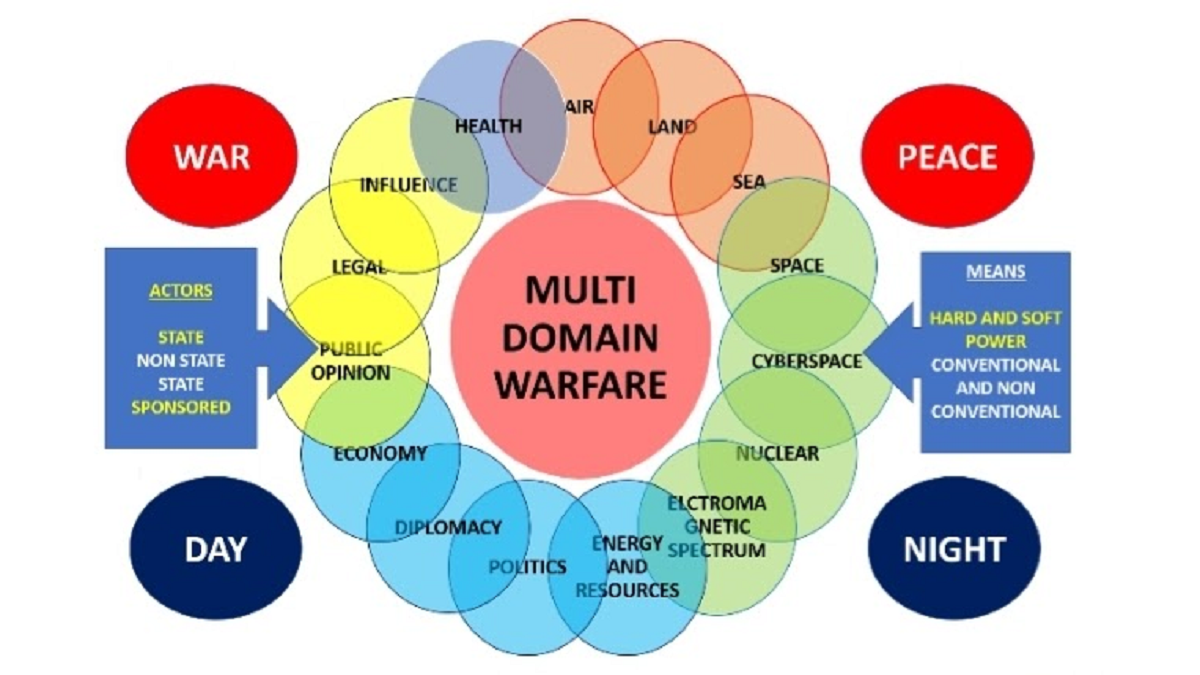 AIR
HEALTH
LAND
WAR
PEACE
INFLUENCE
SEA
LEGAL
SPACE
MULTI
DOMAIN
WARFARE
ACTORS
STATE
NON STATE
STATE
SPONSORED
MEANS
HARD AND SOFT
POWER
CONVENTIONAL
AND NON
CONVENTIONAL
PUBLIC
OPINION
CYBERSPACE
ECONOMY
NUCLEAR
DIPLOMACY
ELCTROMA
GNETIC
SPECTRUM
POLITICS
ENERGY
AND
RESOURCES
DAY
NIGHT